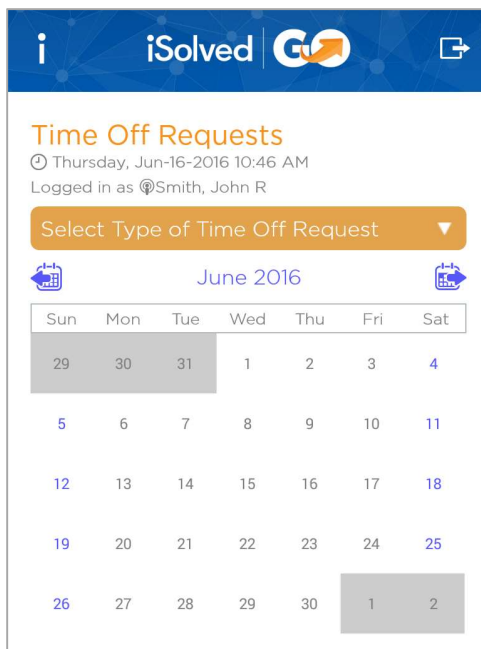 i iSolved GO
Time Off Requests
Thursday, Jun-16-2016 10:46 AM
Logged in as Smith, John R
Select Type of Time Off Request
June 2016
Sun Mon Tue Wed Thu Fri Sat
29 30 31 1 2 3 4
5 6 7 8 9 10 11
12 13 14 15 16 17 18
19 20 21 22 23 24 25
26 27 28 29 30 1 2